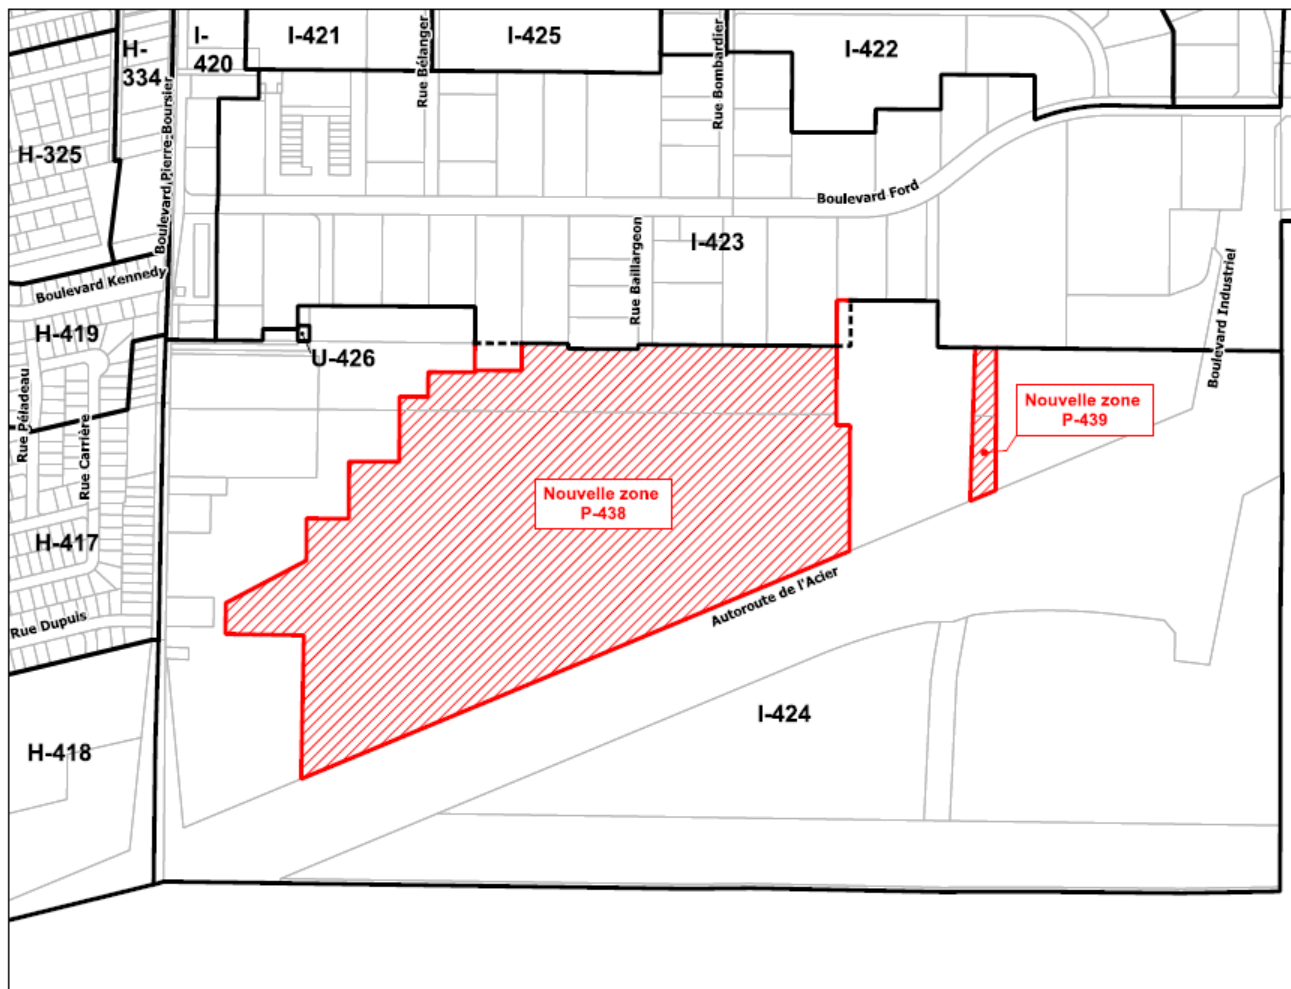 I-421
I-425
I-422
I-
420
H-
334
Rue Bélanger
Rue Bombardier
H-325
Boulevard Pierre-Boursier
Boulevard Ford
I-423
Rue Baillargeon
Boulevard Industriel
Boulevard Kennedy
H-419
U-426
Rue Péladeau
Rue Carrière
Nouvelle zone
P-439
Nouvelle zone
P-438
H-417
Autoroute de l'Acier
Rue Dupuis
I-424
H-418